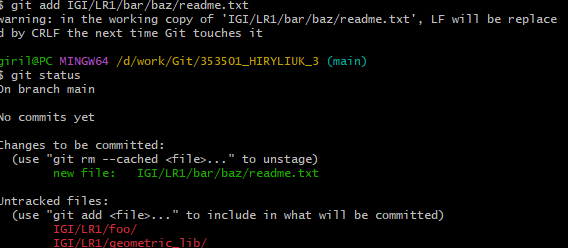 $ git add IGI/LR1/bar/baz/readme.txt
warning: in the working copy of 'IGI/LR1/bar/baz/readme.txt', LF will be replace
d by CRLF the next time Git touches it
giril@PC MINGW64 /d/work/Git/353501_HIRYLIUK_3 (main)
$ git status
On branch main
No commits yet
Changes to be committed:
  (use "git rm --cached <file>..." to unstage)
        new file:   IGI/LR1/bar/baz/readme.txt
Untracked files:
  (use "git add <file>..." to include in what will be committed)
        IGI/LR1/foo/
        IGI/LR1/geometric_lib/